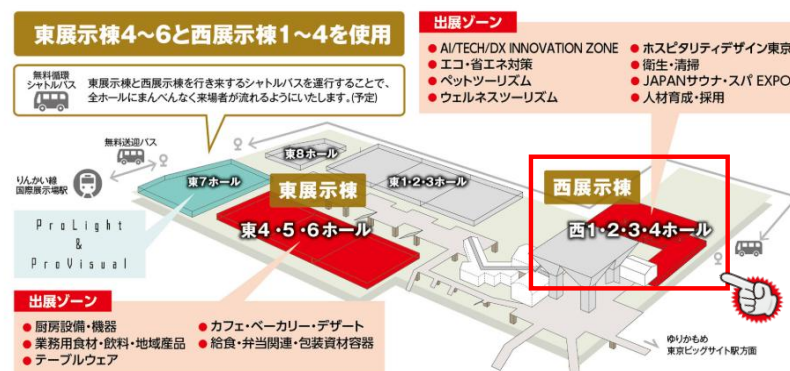 東展示棟4～6と西展示棟1～4を使用
無料循環
シャトルバス
東展示棟と西展示棟を行き来するシャトルバスを運行することで、
全ホールにまんべんなく来場者が流れるようにいたします。(予定)
出展ゾーン
● AI/TECH/DX INNOVATION ZONE
● エコ・省エネ対策
● ペットツーリズム
● ウェルネスツーリズム
● ホスピタリティデザイン東京
● 衛生・清掃
● JAPANサウナ・スパ EXPO
● 人材育成・採用
無料送迎バス
りんかい線
国際展示場駅
東8ホール
東7ホール
東展示棟
東1・2・3ホール
西展示棟
東4・5・6ホール
西1・2・3・4ホール
ProLight
&
ProVisual
出展ゾーン
● 厨房設備・機器
● 業務用食材・飲料・地域産品
● テーブルウェア
● カフェ・ベーカリー・デザート
● 給食・弁当関連・包装資材容器
ゆりかもめ
東京ビッグサイト駅方面